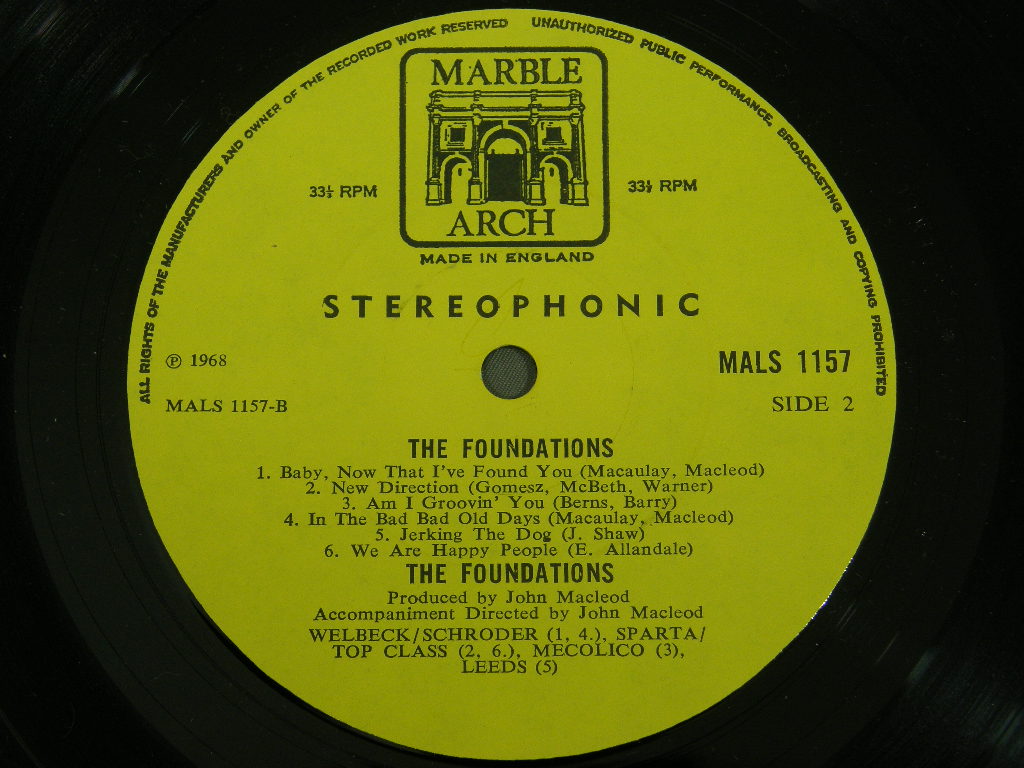 ALL RIGHTS OF THE MANUFACTURERS AND OWNER OF THE RECORDED WORK RESERVED UNAUTHORIZED PUBLIC PERFORMANCE, BROADCASTING AND COPYING PROHIBITED
MARBLE
ARCH
33⅓ RPM 33⅓ RPM
MADE IN ENGLAND
STEREOPHONIC
℗ 1968 MALS 1157
MALS 1157-B SIDE 2
THE FOUNDATIONS
1. Baby, Now That I've Found You (Macaulay, Macleod)
2. New Direction (Gomesz, McBeth, Warner)
3. Am I Groovin' You (Berns, Barry)
4. In The Bad Bad Old Days (Macaulay, Macleod)
5. Jerking The Dog (J. Shaw)
6. We Are Happy People (E. Allandale)
THE FOUNDATIONS
Produced by John Macleod
Accompaniment Directed by John Macleod
WELBECK/SCHRODER (1, 4.), SPARTA/
TOP CLASS (2, 6.), MECOLICO (3),
LEEDS (5)